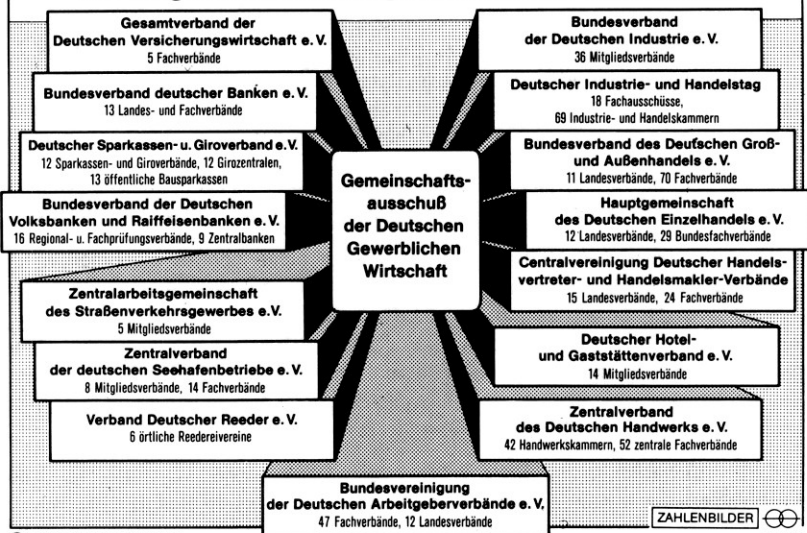 Gesamtverband der
Deutschen Versicherungswirtschaft e. V.
5 Fachverbände
Bundesverband deutscher Banken e. V.
13 Landes- und Fachverbände
Deutscher Sparkassen- u. Giroverband e. V.
12 Sparkassen- und Giroverbände, 12 Girozentralen,
13 öffentliche Bausparkassen
Bundesverband der Deutschen
Volksbanken und Raiffeisenbanken e. V.
16 Regional- u. Fachprüfungsverbände, 9 Zentralbanken
Zentralarbeitsgemeinschaft
des Straßenverkehrsgewerbes e. V.
5 Mitgliedsverbände
Zentralverband
der deutschen Seehafenbetriebe e. V.
8 Mitgliedsverbände, 14 Fachverbände
Verband Deutscher Reeder e. V.
6 örtliche Reedereivereine
Gemeinschafts-
ausschuß
der Deutschen
Gewerblichen
Wirtschaft
Bundesverband
der Deutschen Industrie e. V.
36 Mitgliedsverbände
Deutscher Industrie- und Handelstag
18 Fachausschüsse,
69 Industrie- und Handelskammern
Bundesverband des Deutschen Groß-
und Außenhandels e. V.
11 Landesverbände, 70 Fachverbände
Hauptgemeinschaft
des Deutschen Einzelhandels e. V.
12 Landesverbände, 29 Bundesfachverbände
Centralvereinigung Deutscher Handels-
vertreter- und Handelsmakler-Verbände
15 Landesverbände, 24 Fachverbände
Deutscher Hotel-
und Gaststättenverband e. V.
14 Mitgliedsverbände
Zentralverband
des Deutschen Handwerks e. V.
42 Handwerkskammern, 52 zentrale Fachverbände
Bundesvereinigung
der Deutschen Arbeitgeberverbände e. V.
47 Fachverbände, 12 Landesverbände
ZAHLENBILDER